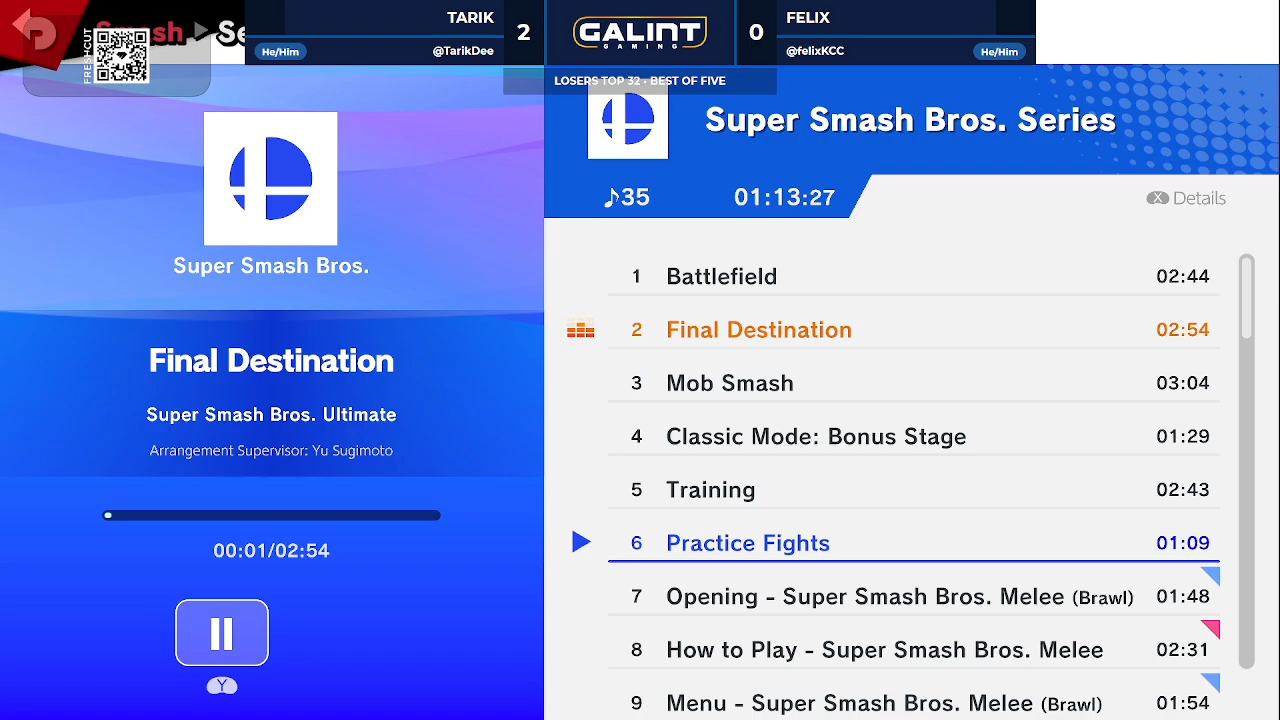 Smash ▶ Se
FRESHCUT
TARIK
2
He/Him
@TarikDee
GALINT
GAMING
0
FELIX
@felixKCC
He/Him
LOSERS TOP 32 • BEST OF FIVE
Super Smash Bros.
Final Destination
Super Smash Bros. Ultimate
Arrangement Supervisor: Yu Sugimoto
00:01/02:54
Y
Super Smash Bros. Series
♪35 01:13:27
X Details
1 Battlefield 02:44
2 Final Destination 02:54
3 Mob Smash 03:04
4 Classic Mode: Bonus Stage 01:29
5 Training 02:43
6 Practice Fights 01:09
7 Opening - Super Smash Bros. Melee (Brawl) 01:48
8 How to Play - Super Smash Bros. Melee 02:31
9 Menu - Super Smash Bros. Melee (Brawl) 01:54